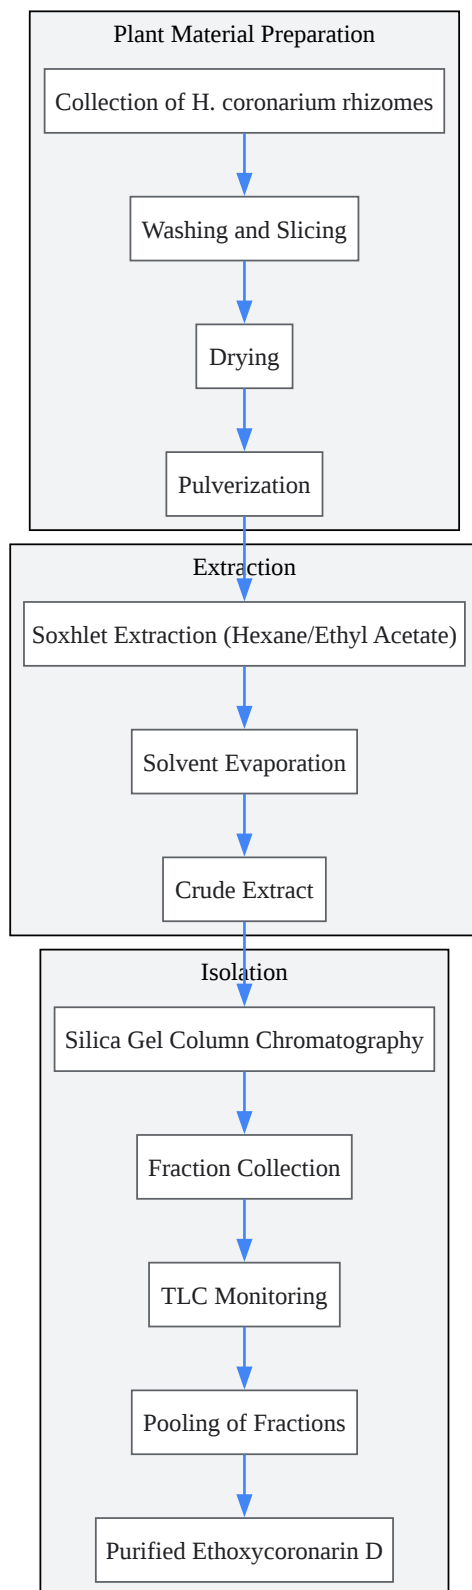 Plant Material Preparation
Collection of H. coronarium rhizomes
Washing and Slicing
Drying
Pulverization
Extraction
Soxhlet Extraction (Hexane/Ethyl Acetate)
Solvent Evaporation
Crude Extract
Isolation
Silica Gel Column Chromatography
Fraction Collection
TLC Monitoring
Pooling of Fractions
Purified Ethoxycoronarin D